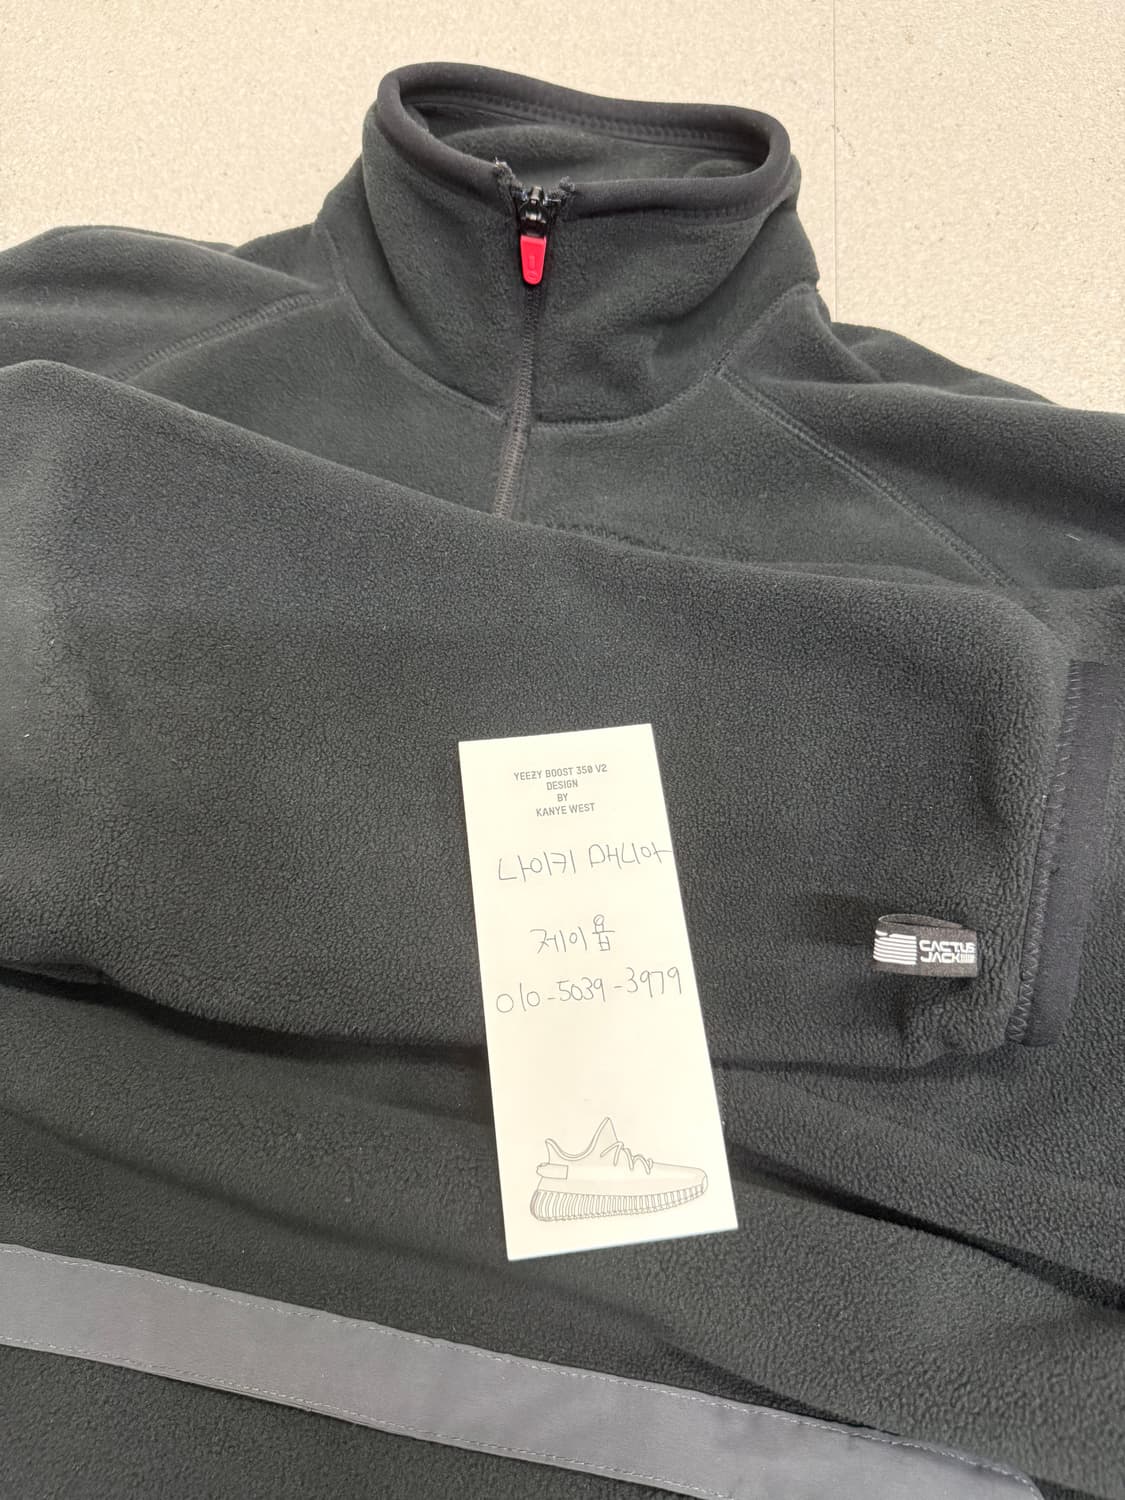 YEEZY BOOST 350 V2
DESIGN
BY
KANYE WEST
나이키 매니아
제이욥
010-5039-3979
CACTUS
JACK